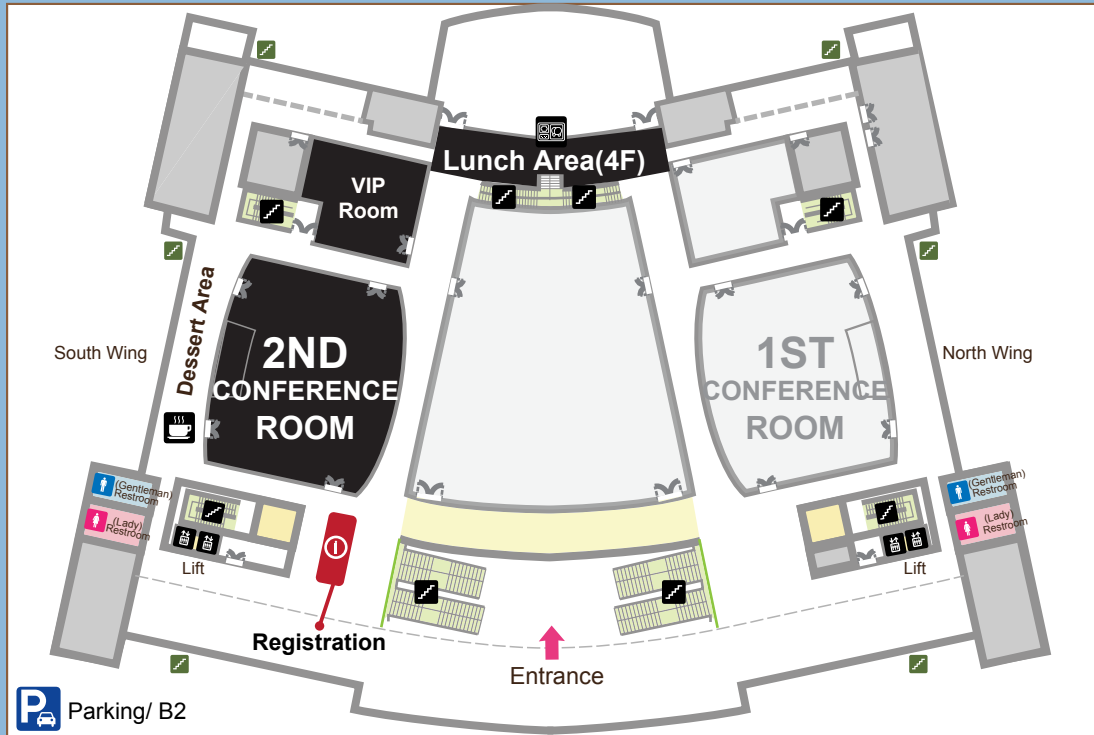 Lunch Area(4F)
VIP
Room
Dessert Area
South Wing
2ND
CONFERENCE
ROOM
1ST
CONFERENCE
ROOM
North Wing
(Gentleman)
Restroom
(Lady)
Restroom
Lift
(Gentleman)
Restroom
(Lady)
Restroom
Lift
Registration
Entrance
P
Parking/ B2